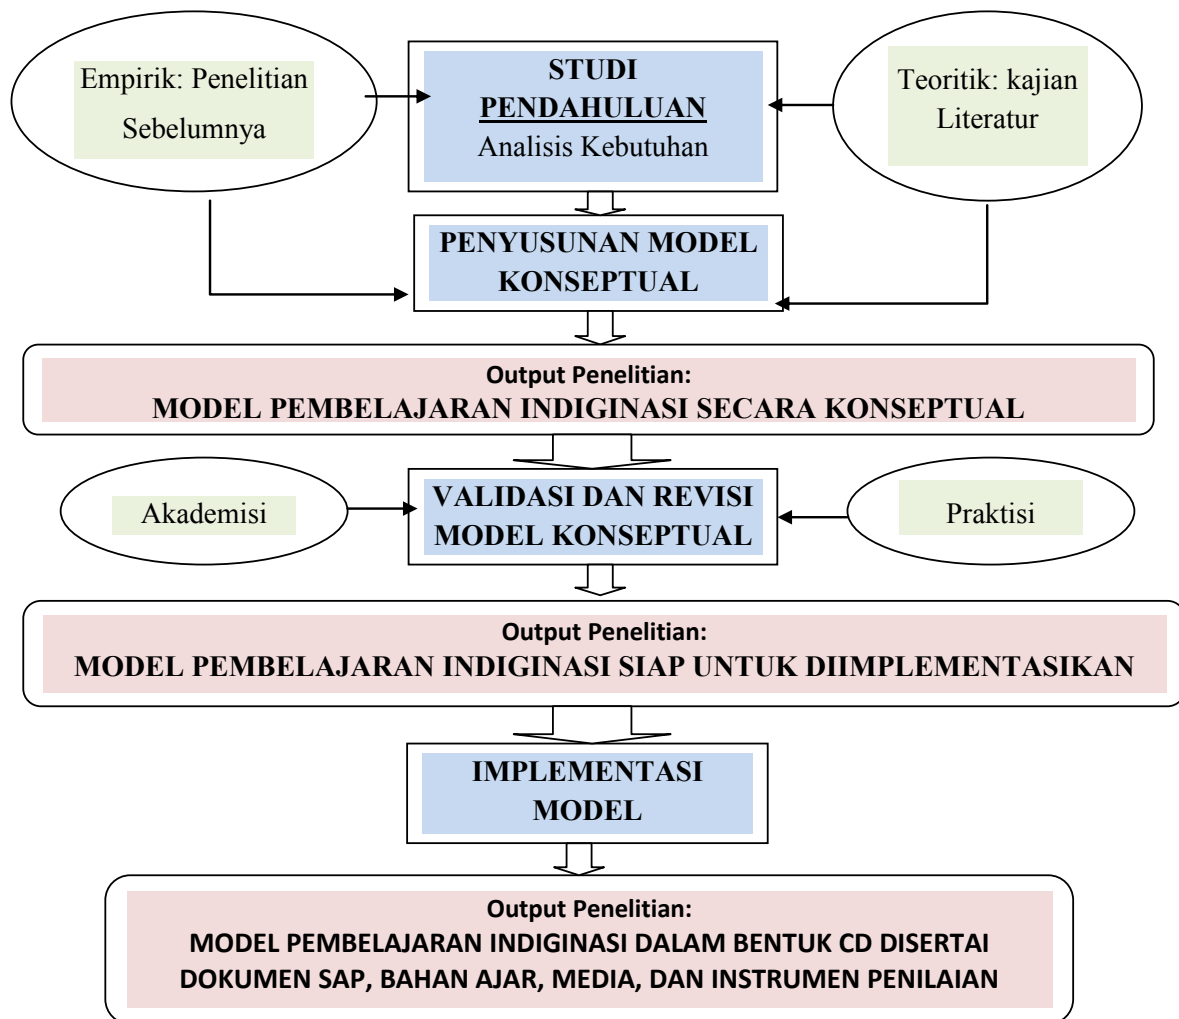 Empirik: Penelitian
Sebelumnya
STUDI
PENDAHULUAN
Analisis Kebutuhan
Teoritik: kajian
Literatur
PENYUSUNAN MODEL
KONSEPTUAL
Output Penelitian:
MODEL PEMBELAJARAN INDIGINASI SECARA KONSEPTUAL
Akademisi
VALIDASI DAN REVISI
MODEL KONSEPTUAL
Praktisi
Output Penelitian:
MODEL PEMBELAJARAN INDIGINASI SIAP UNTUK DIIMPLEMENTASIKAN
IMPLEMENTASI
MODEL
Output Penelitian:
MODEL PEMBELAJARAN INDIGINASI DALAM BENTUK CD DISERTAI
DOKUMEN SAP, BAHAN AJAR, MEDIA, DAN INSTRUMEN PENILAIAN